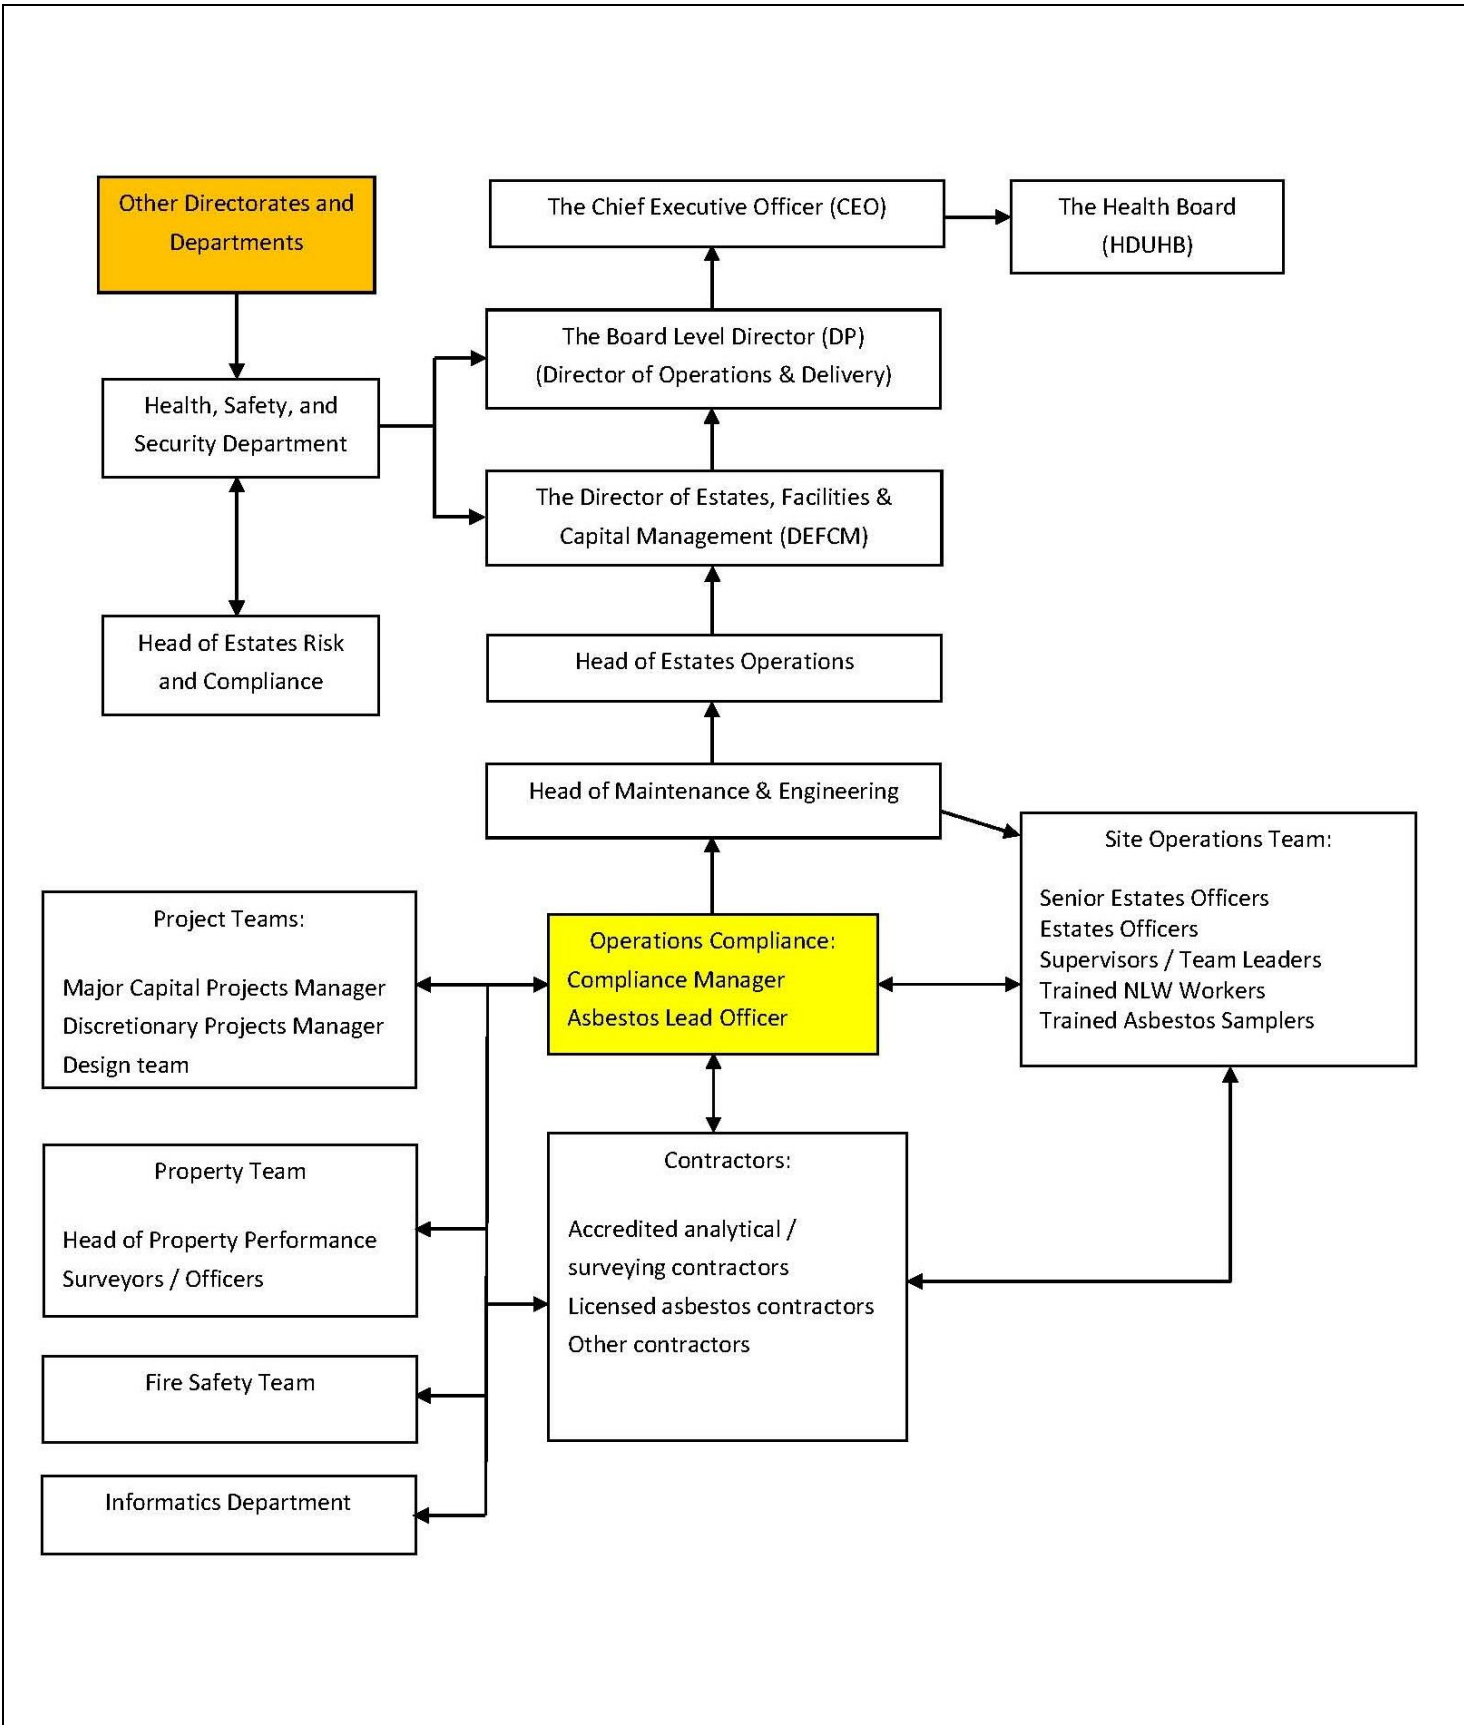 Other Directorates and
Departments
The Chief Executive Officer (CEO)
The Health Board
(HDUHB)
The Board Level Director (DP)
(Director of Operations & Delivery)
Health, Safety, and
Security Department
The Director of Estates, Facilities &
Capital Management (DEFCM)
Head of Estates Risk
and Compliance
Head of Estates Operations
Head of Maintenance & Engineering
Site Operations Team:
Senior Estates Officers
Estates Officers
Supervisors / Team Leaders
Trained NLW Workers
Trained Asbestos Samplers
Project Teams:
Major Capital Projects Manager
Discretionary Projects Manager
Design team
Operations Compliance:
Compliance Manager
Asbestos Lead Officer
Property Team
Head of Property Performance
Surveyors / Officers
Contractors:
Accredited analytical /
surveying contractors
Licensed asbestos contractors
Other contractors
Fire Safety Team
Informatics Department